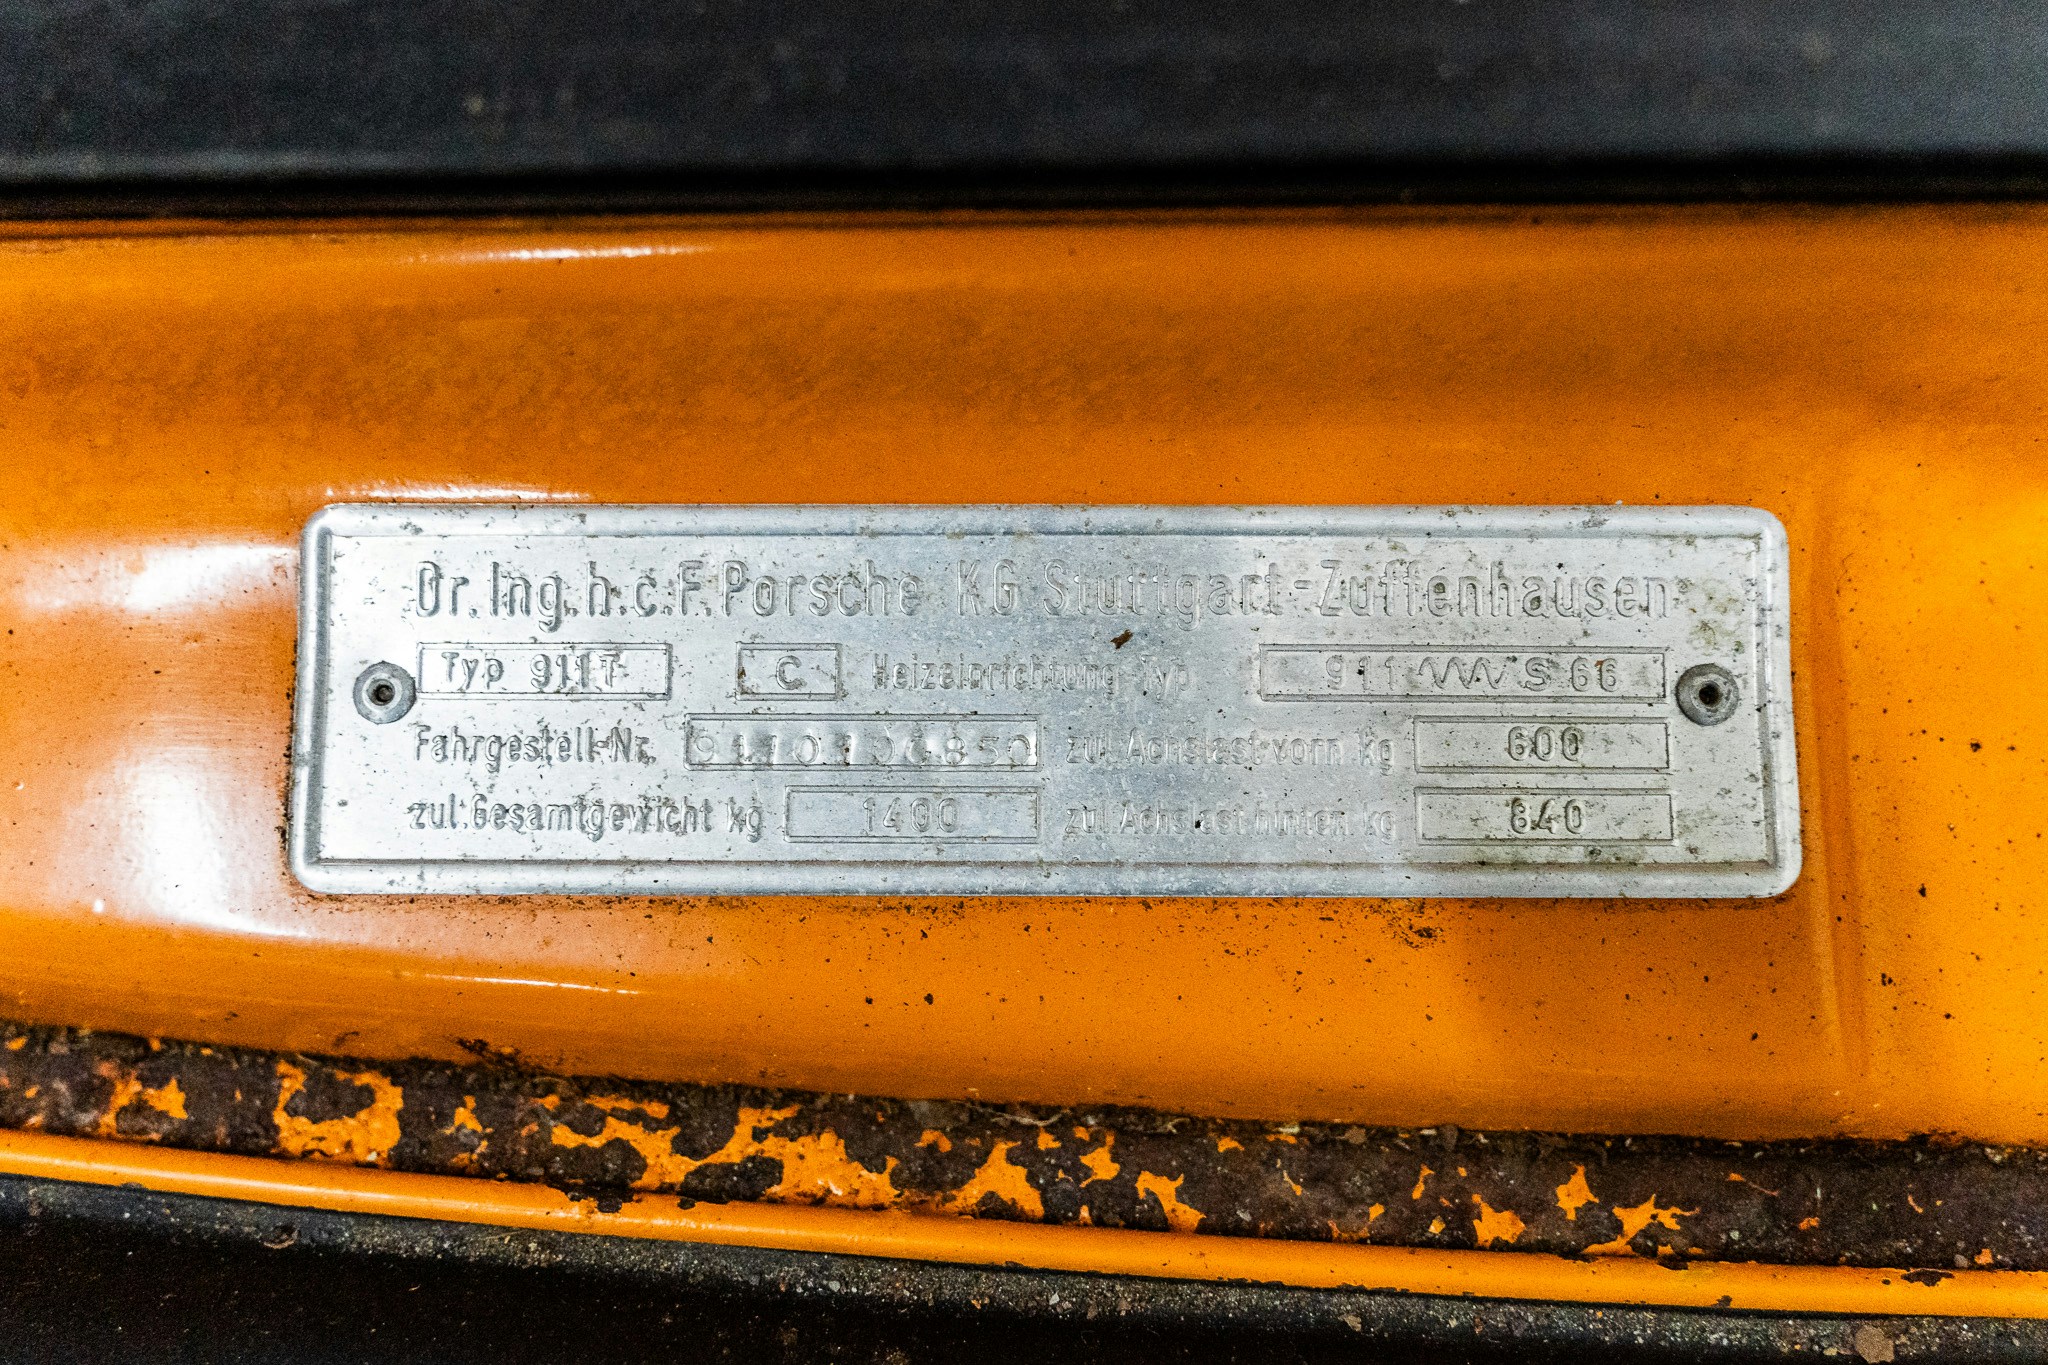 Dr. Ing. h.c. F. Porsche KG Stuttgart-Zuffenhausen
Typ 911T C Heizeinrichtung Typ 911 S 66
Fahrgestell-Nr. zul. Achslast vorn kg 600
zul. Gesamtgewicht kg 1400 zul. Achslast hinten kg 840